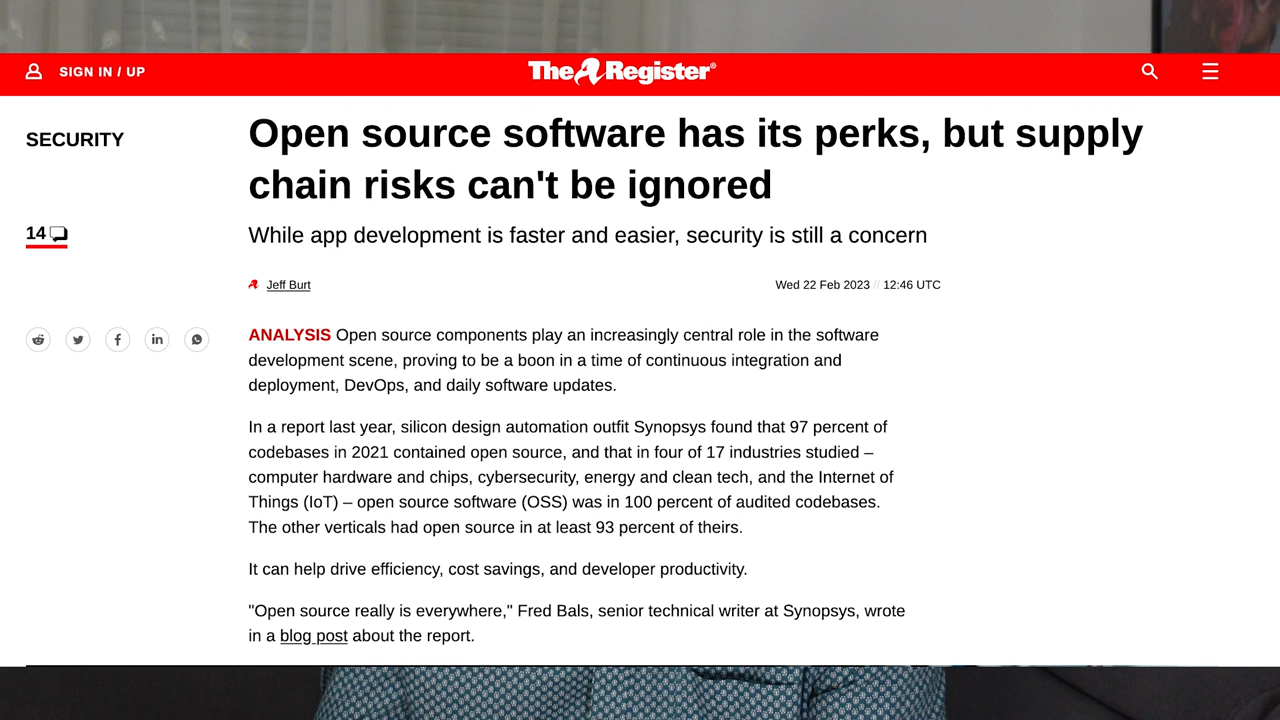 SIGN IN / UP
The Register®
SECURITY
Open source software has its perks, but supply
chain risks can't be ignored
14
While app development is faster and easier, security is still a concern
Jeff Burt
Wed 22 Feb 2023 // 12:46 UTC
ANALYSIS Open source components play an increasingly central role in the software
development scene, proving to be a boon in a time of continuous integration and
deployment, DevOps, and daily software updates.
In a report last year, silicon design automation outfit Synopsys found that 97 percent of
codebases in 2021 contained open source, and that in four of 17 industries studied –
computer hardware and chips, cybersecurity, energy and clean tech, and the Internet of
Things (IoT) – open source software (OSS) was in 100 percent of audited codebases.
The other verticals had open source in at least 93 percent of theirs.
It can help drive efficiency, cost savings, and developer productivity.
"Open source really is everywhere," Fred Bals, senior technical writer at Synopsys, wrote
in a blog post about the report.